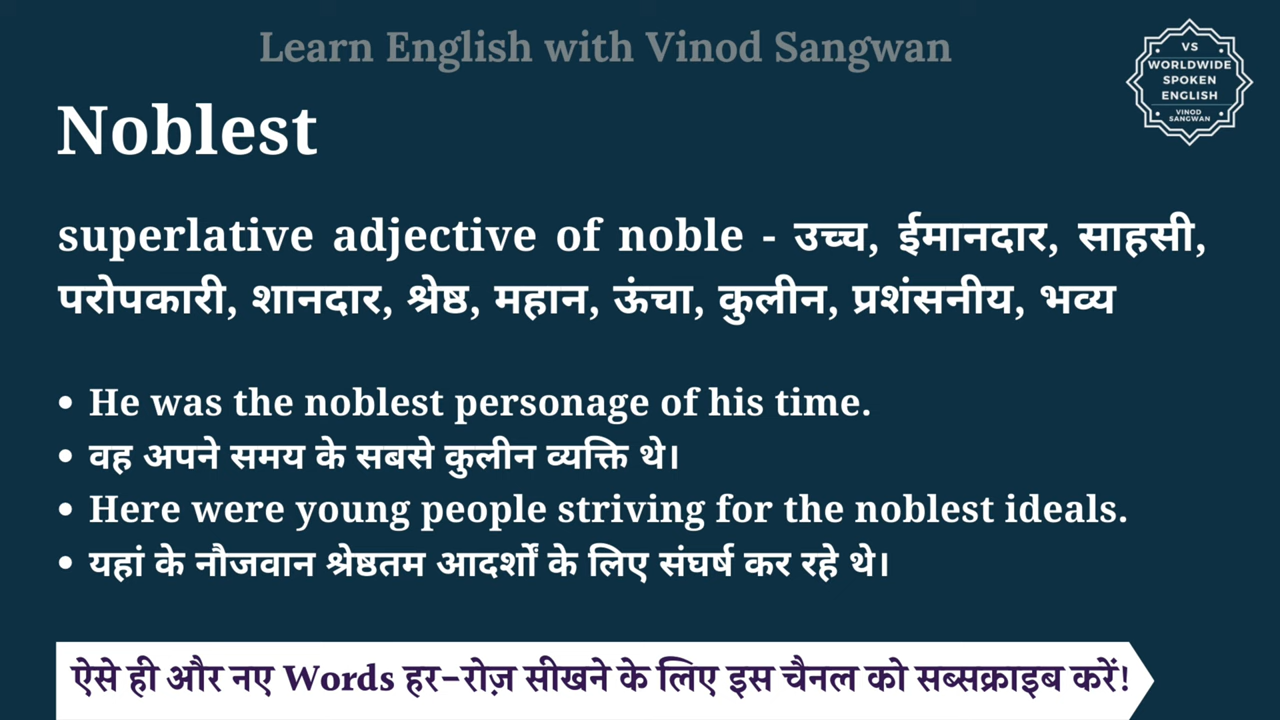 Learn English with Vinod Sangwan
VS
WORLDWIDE
SPOKEN
ENGLISH
VINOD
SANGWAN
Noblest
superlative adjective of noble - उच्च, ईमानदार, साहसी,
परोपकारी, शानदार, श्रेष्ठ, महान, ऊंचा, कुलीन, प्रशंसनीय, भव्य
• He was the noblest personage of his time.
• वह अपने समय के सबसे कुलीन व्यक्ति थे।
• Here were young people striving for the noblest ideals.
• यहां के नौजवान श्रेष्ठतम आदर्शों के लिए संघर्ष कर रहे थे।
ऐसे ही और नए Words हर-रोज़ सीखने के लिए इस चैनल को सब्सक्राइब करें!